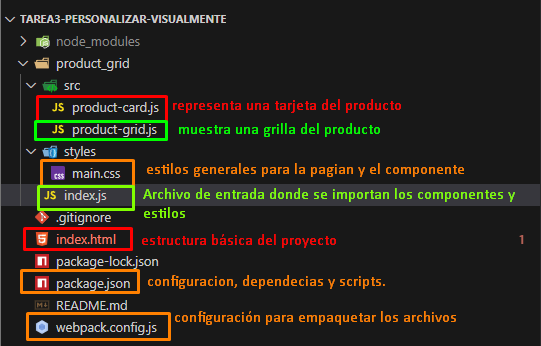 TAREA3-PERSONALIZAR-VISUALMENTE
node_modules
product_grid
src
JS product-card.js representa una tarjeta del producto
JS product-grid.js muestra una grilla del producto
styles
CSS main.css estilos generales para la pagian y el componente
JS index.js Archivo de entrada donde se importan los componentes y
estilos
.gitignore
index.html estructura básica del proyecto 1
package-lock.json
package.json configuracion, dependecias y scripts.
README.md
webpack.config.js configuración para empaquetar los archivos